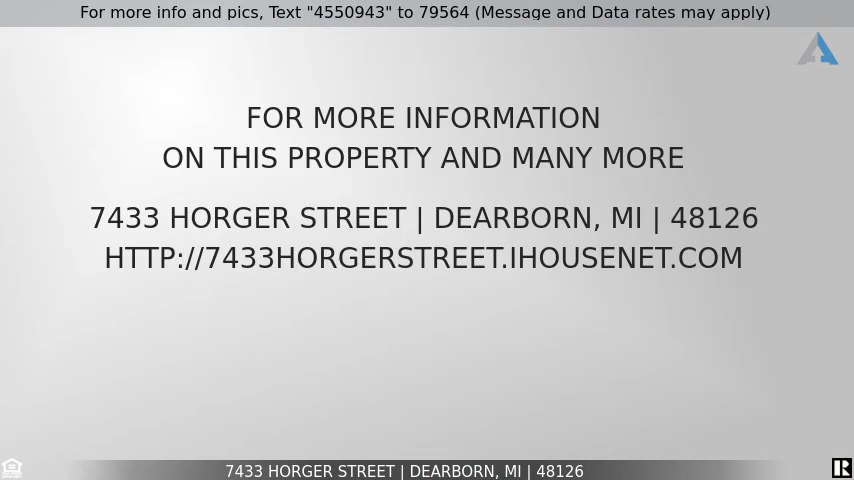 For more info and pics, Text "4550943" to 79564 (Message and Data rates may apply)
FOR MORE INFORMATION
ON THIS PROPERTY AND MANY MORE
7433 HORGER STREET | DEARBORN, MI | 48126
HTTP://7433HORGERSTREET.IHOUSENET.COM
7433 HORGER STREET | DEARBORN, MI | 48126